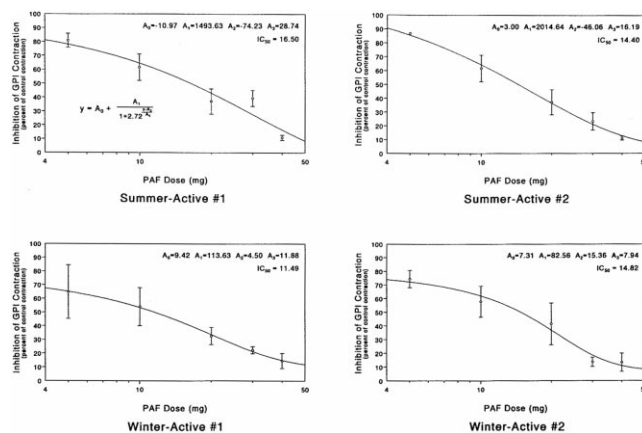 A₀=-10.97 A₁=1493.63 A₂=-74.23 A₃=28.74
IC₅₀ = 16.50
y = A₀ + A₁
1+2.72
Inhibition of GPI Contraction
(percent of control contraction)
100
90
80
70
60
50
40
30
20
10
0
4
10
50
PAF Dose (mg)
Summer-Active #1
A₀=3.00 A₁=2014.64 A₂=-46.06 A₃=16.19
IC₅₀ = 14.40
Inhibition of GPI Contraction
(percent of control contraction)
100
90
80
70
60
50
40
30
20
10
0
4
10
PAF Dose (mg)
Summer-Active #2
A₀=9.42 A₁=113.63 A₂=4.50 A₃=11.88
IC₅₀ = 11.49
Inhibition of GPI Contraction
(percent of control contraction)
100
90
80
70
60
50
40
30
20
10
0
4
10
50
PAF Dose (mg)
Winter-Active #1
A₀=7.31 A₁=82.56 A₂=15.36 A₃=7.94
IC₅₀ = 14.82
Inhibition of GPI Contraction
(percent of control contraction)
100
90
80
70
60
50
40
30
20
10
0
4
10
PAF Dose (mg)
Winter-Active #2